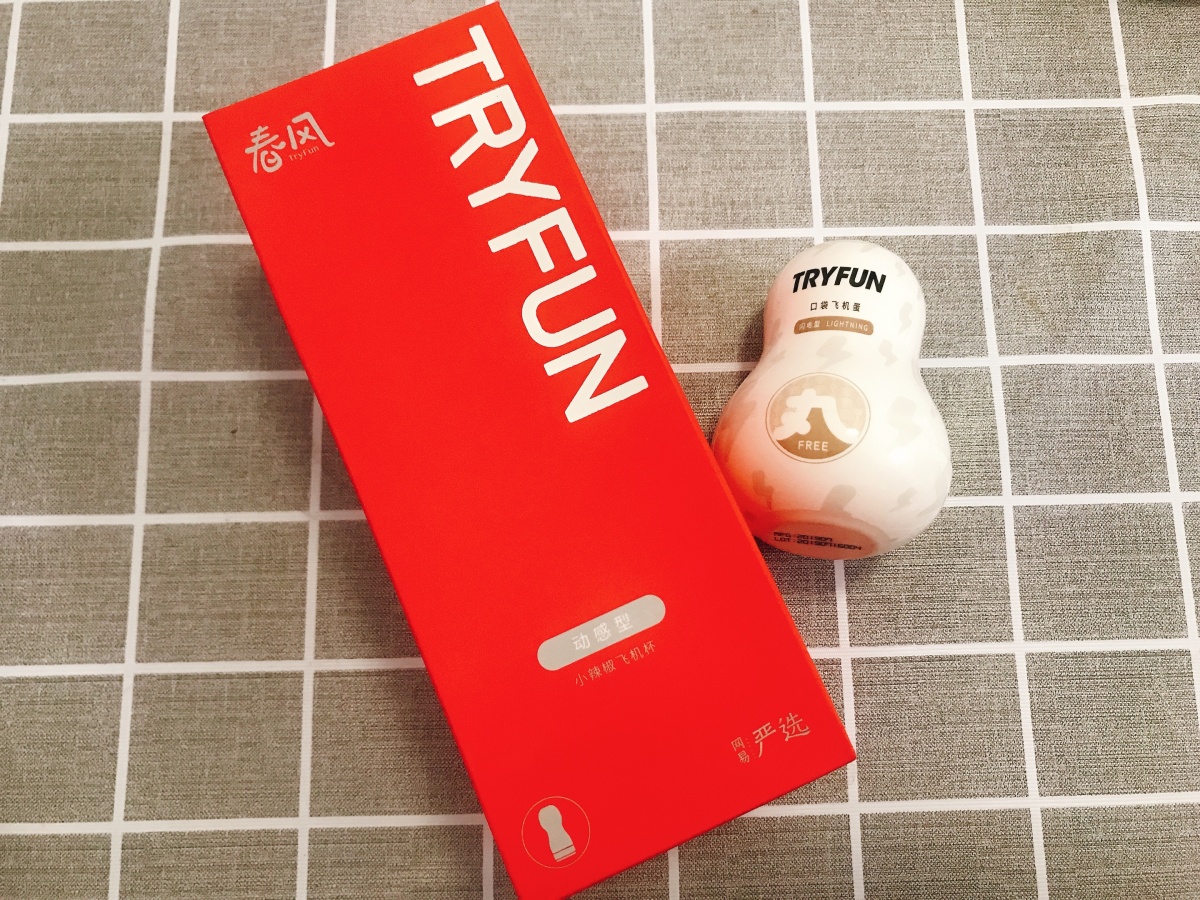 春风
TryFun
TRYFUN
动感型
小辣椒飞机杯
网易
严选
TRYFUN
口袋飞机蛋
闪电型 LIGHTNING
丸
FREE